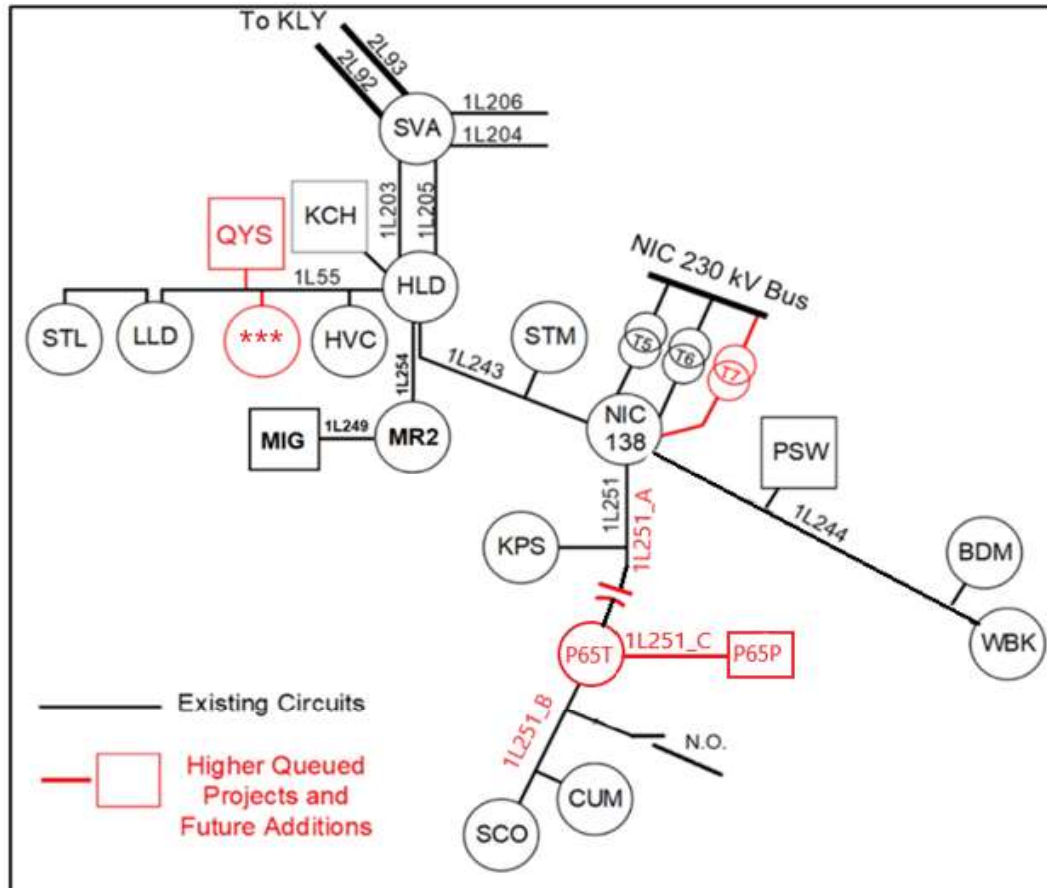 To KLY
2L93
2L92
SVA
1L206
1L204
1L203
1L205
QYS
KCH
NIC 230 kV Bus
1L55
HLD
STL
LLD
***
HVC
STM
T5
T6
T7
1L254
1L243
NIC
138
MIG
1L249
MR2
PSW
1L251
1L251_A
1L244
KPS
BDM
WBK
P65T
1L251_C
P65P
Existing Circuits
1L251_B
N.O.
Higher Queued
Projects and
Future Additions
CUM
SCO